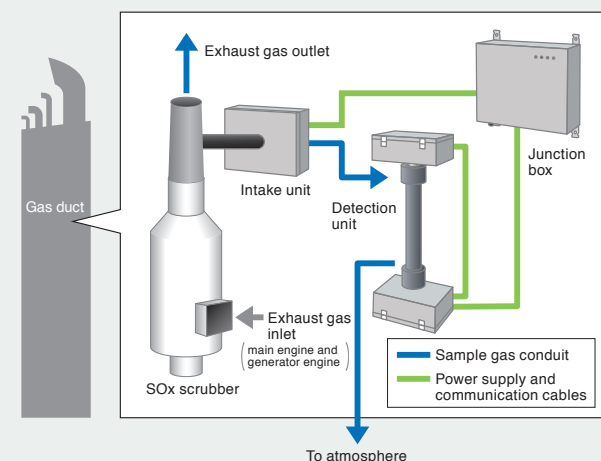 Exhaust gas outlet
Intake unit
Junction
box
Detection
unit
Gas duct
Exhaust gas
inlet
(main engine and
generator engine)
SOx scrubber
Sample gas conduit
Power supply and
communication cables
To atmosphere